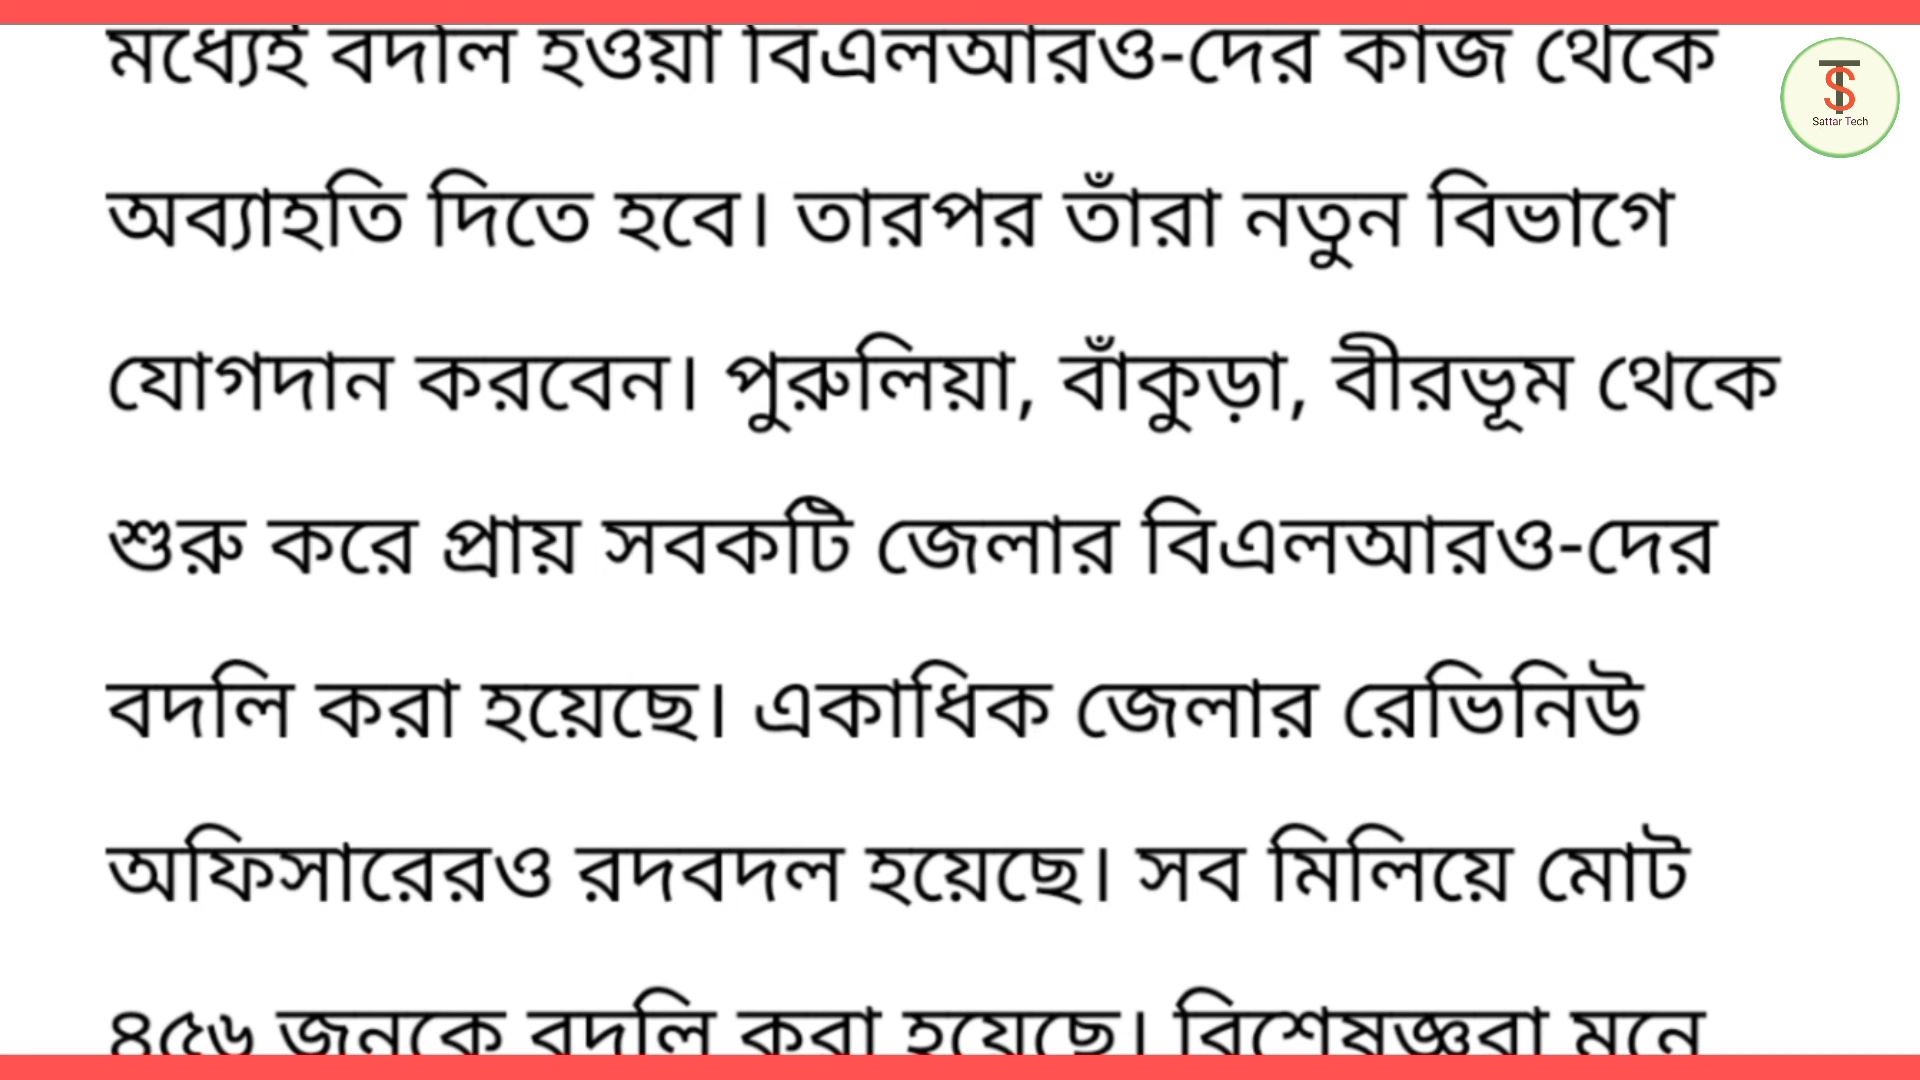 মধ্যেই বদলি হওয়া বিএলআরও-দের কাজ থেকে
অব্যাহতি দিতে হবে। তারপর তাঁরা নতুন বিভাগে
যোগদান করবেন। পুরুলিয়া, বাঁকুড়া, বীরভূম থেকে
শুরু করে প্রায় সবকটি জেলার বিএলআরও-দের
বদলি করা হয়েছে। একাধিক জেলার রেভিনিউ
অফিসারেরও রদবদল হয়েছে। সব মিলিয়ে মোট
৪৫৬ জনকে বদলি করা হয়েছে। বিশেষজ্ঞরা মনে
TS
Sattar Tech